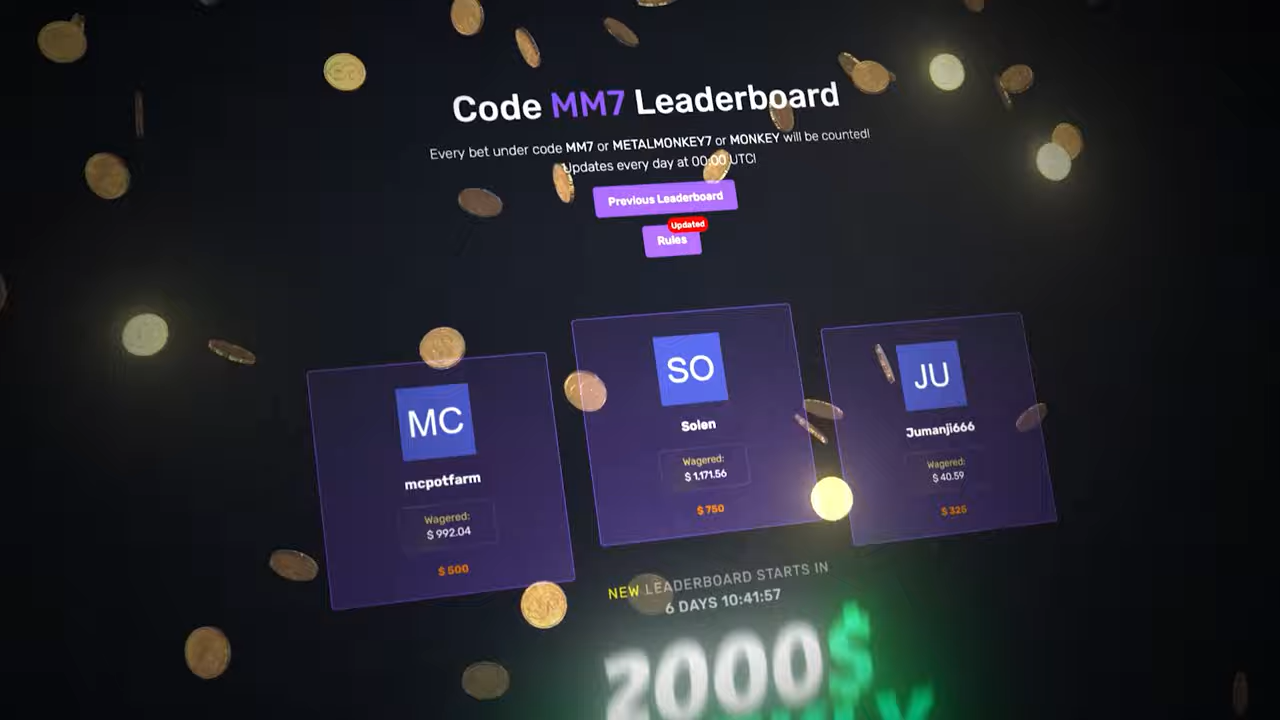 Code MM7 Leaderboard
Every bet under code MM7 or METALMONKEY7 or MONKEY will be counted!
Updates every day at 00:00 UTC!
Previous Leaderboard
Updated
Rules
MC
mcpotfarm
Wagered:
$ 992.04
$ 500
SO
Solen
Wagered:
$ 1,171.56
$ 750
JU
Jumanji666
Wagered:
$ 40.59
$ 325
NEW LEADERBOARD STARTS IN
6 DAYS 10:41:57
2000$